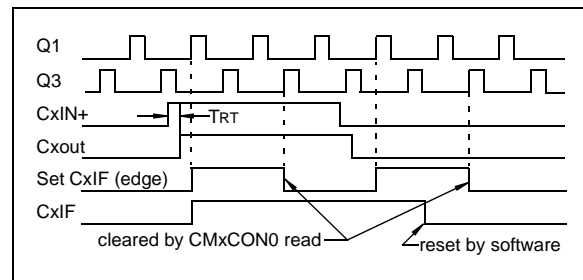 Q1
Q3
CxIN+
TRT
Cxout
Set CxIF (edge)
CxIF
cleared by CMxCON0 read
reset by software